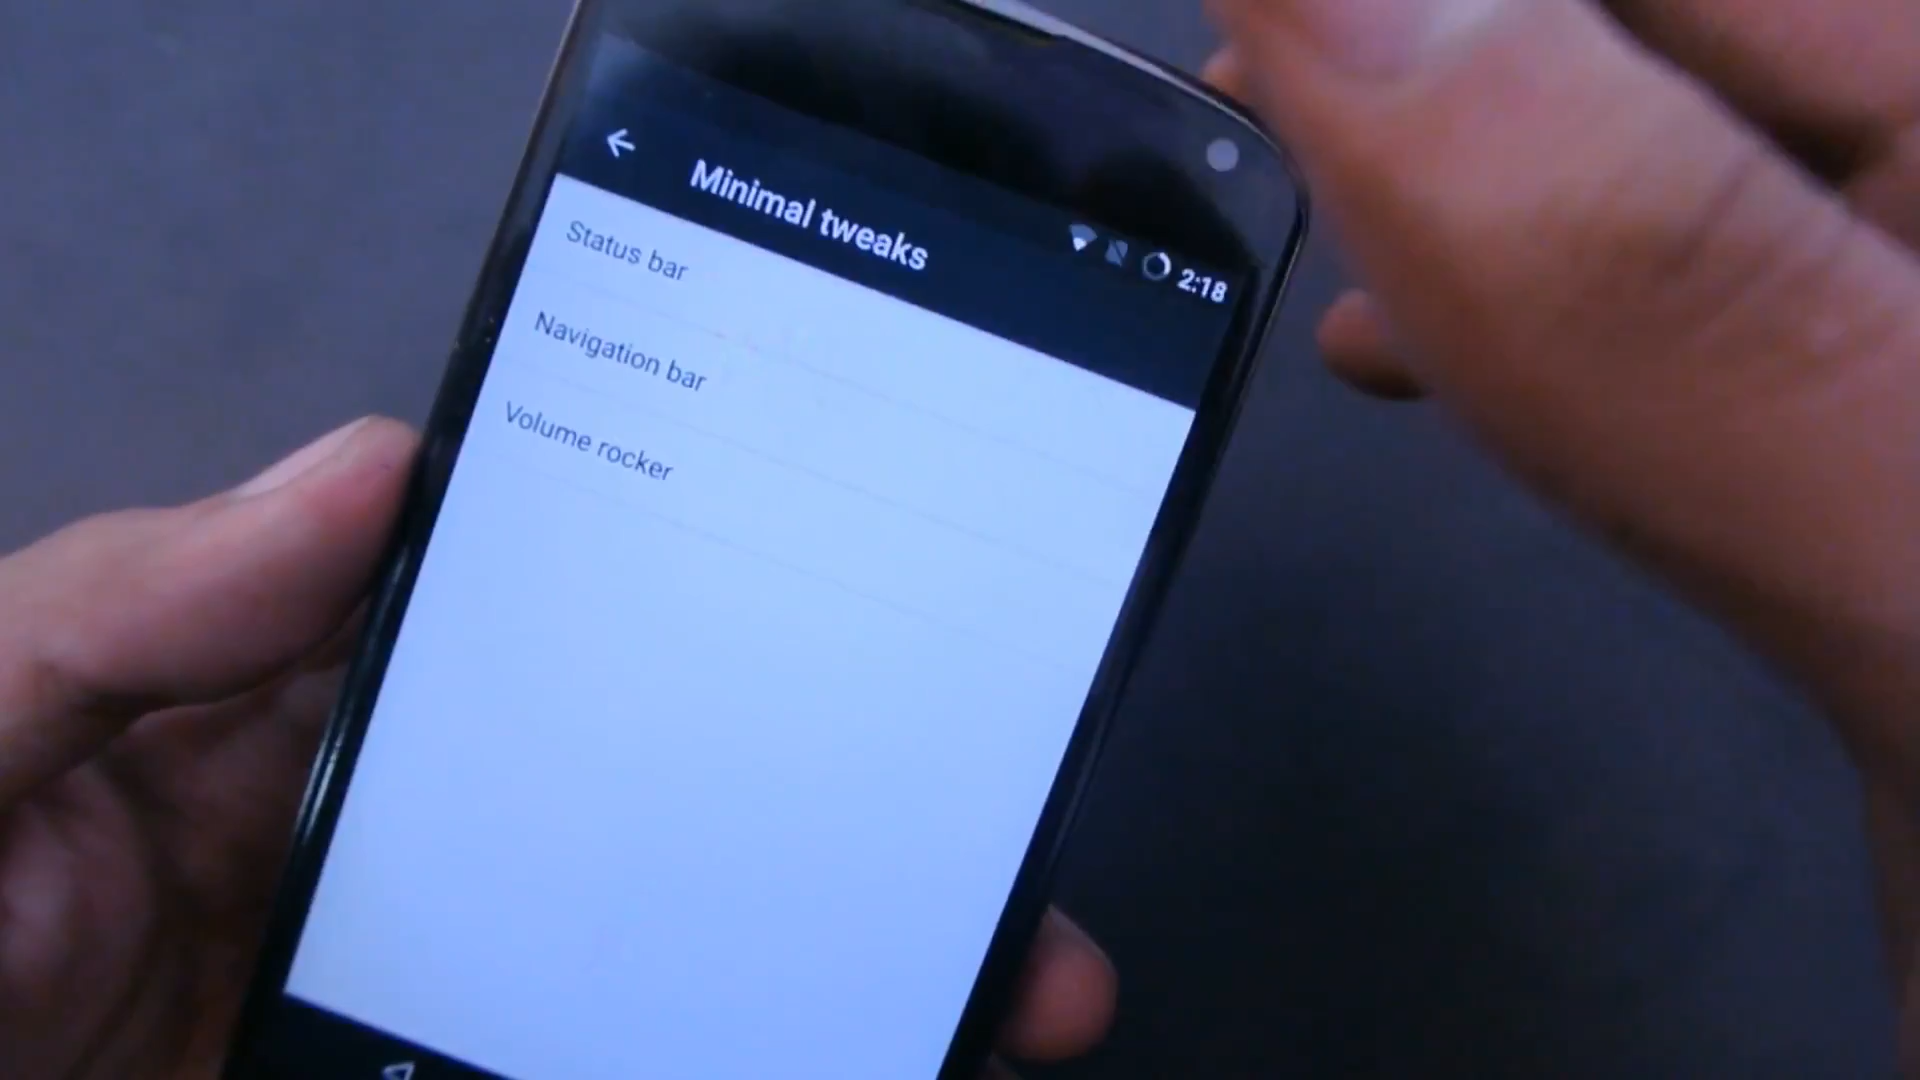 2:18
Minimal tweaks
Status bar
Navigation bar
Volume rocker